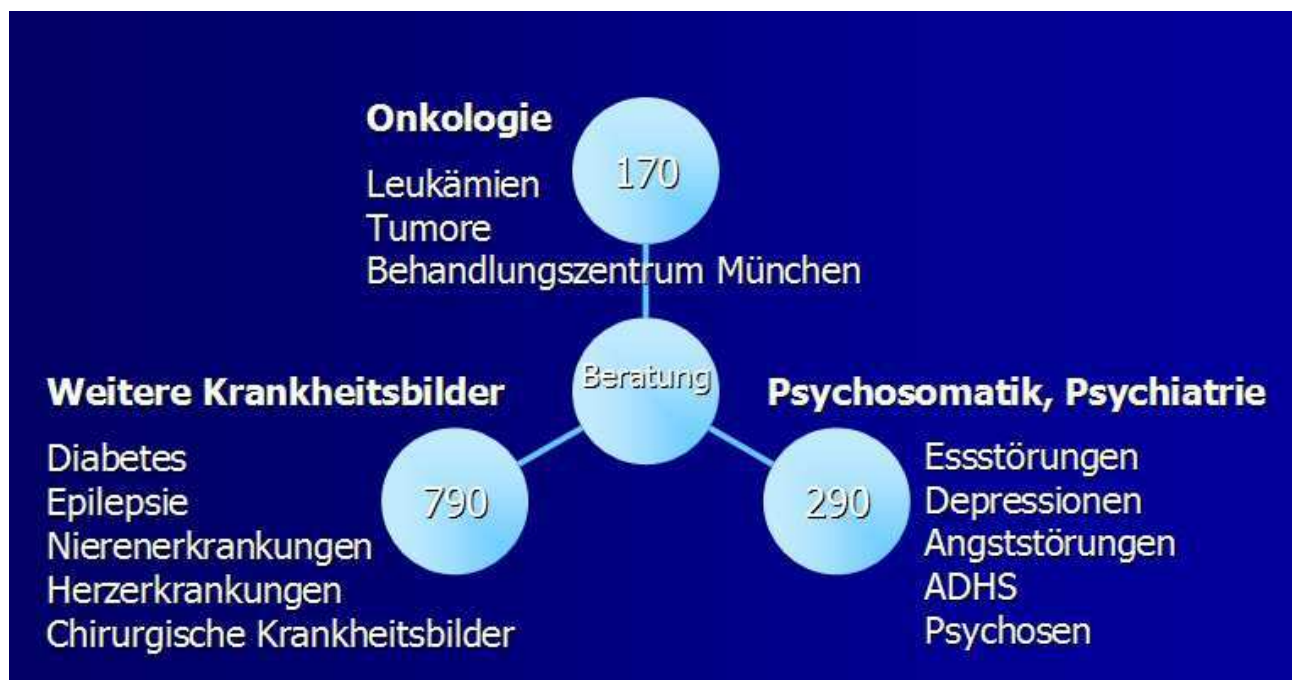 Onkologie
170
Leukämien
Tumore
Behandlungszentrum München
Beratung
Weitere Krankheitsbilder
790
Diabetes
Epilepsie
Nierenerkrankungen
Herzerkrankungen
Chirurgische Krankheitsbilder
Psychosomatik, Psychiatrie
290
Essstörungen
Depressionen
Angststörungen
ADHS
Psychosen